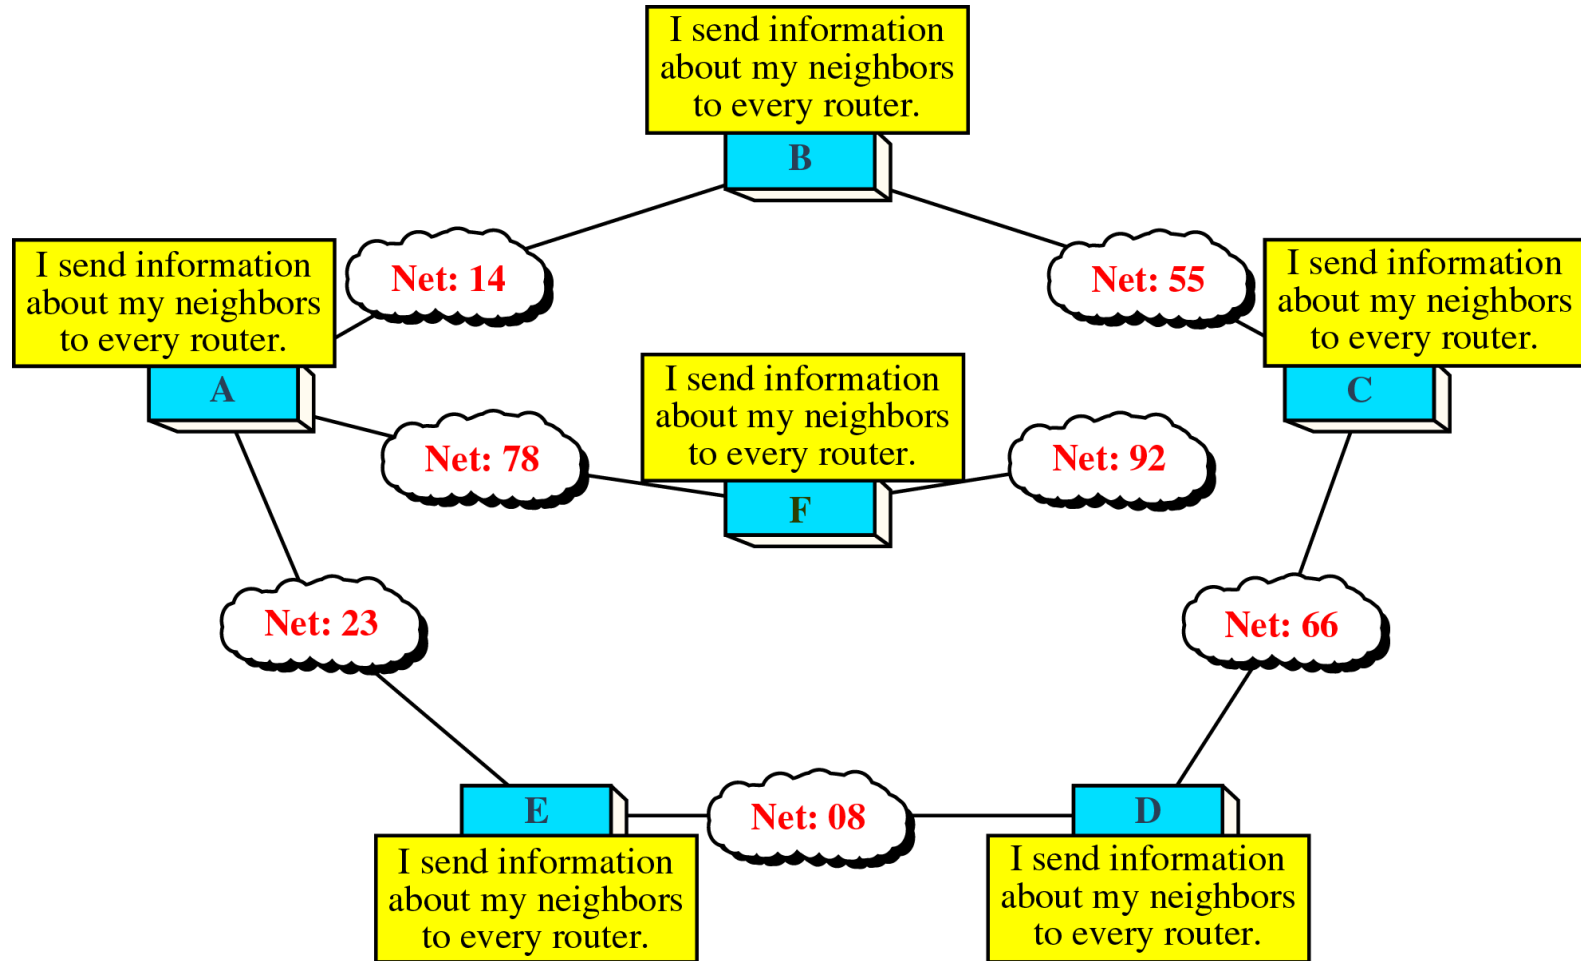 I send information
about my neighbors
to every router.
B
I send information
about my neighbors
to every router.
A
Net: 14
Net: 55
I send information
about my neighbors
to every router.
C
I send information
about my neighbors
to every router.
F
Net: 78
Net: 92
Net: 23
Net: 66
E
I send information
about my neighbors
to every router.
Net: 08
D
I send information
about my neighbors
to every router.